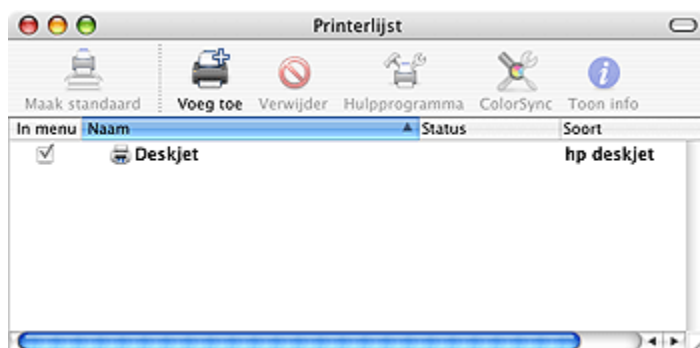 Printerlijst
Maak standaard Voeg toe Verwijder Hulpprogramma ColorSync Toon info
In menu Naam Status Soort
Deskjet hp deskjet